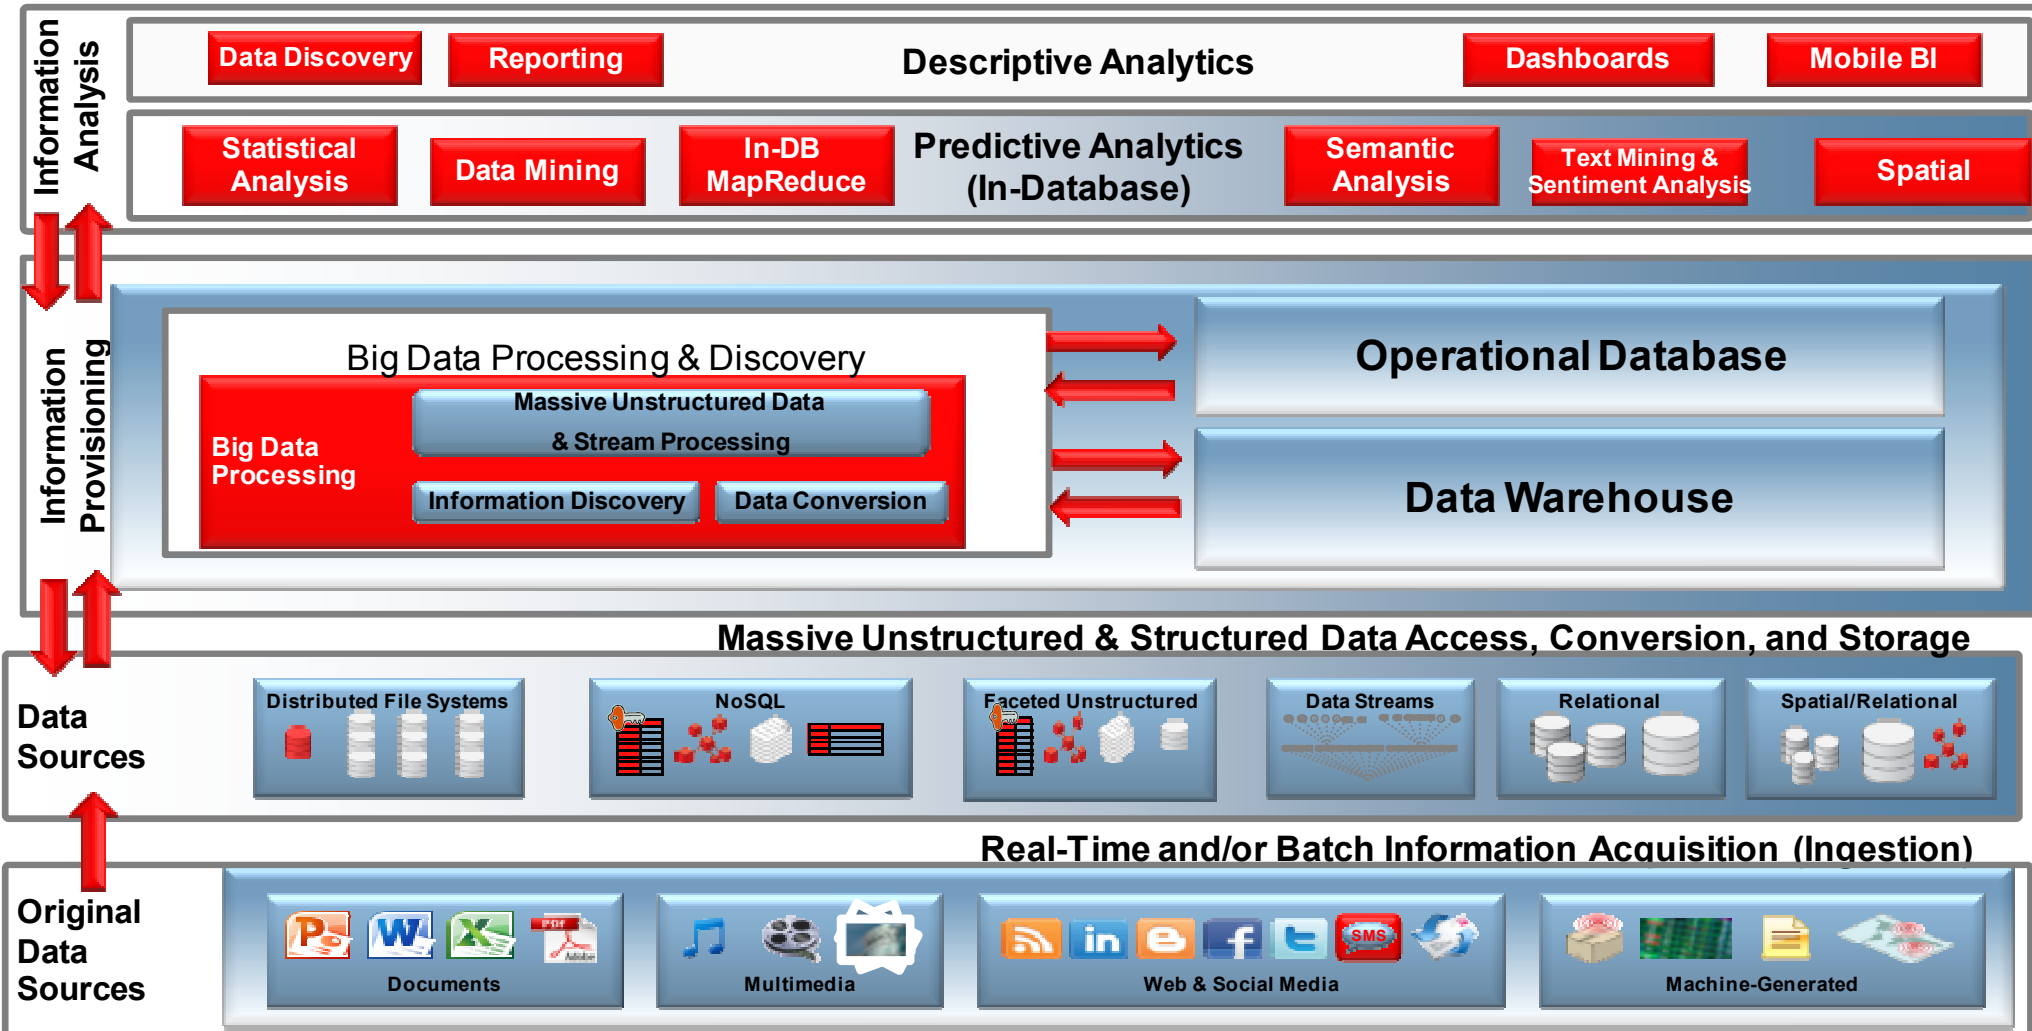 Information
Analysis
Data Discovery
Reporting
Descriptive Analytics
Dashboards
Mobile BI
Statistical
Analysis
Data Mining
In-DB
MapReduce
Predictive Analytics
(In-Database)
Semantic
Analysis
Text Mining &
Sentiment Analysis
Spatial
Information
Provisioning
Big Data Processing & Discovery
Big Data
Processing
Massive Unstructured Data
& Stream Processing
Information Discovery
Data Conversion
Operational Database
Data Warehouse
Massive Unstructured & Structured Data Access, Conversion, and Storage
Data
Sources
Distributed File Systems
NoSQL
Faceted Unstructured
Data Streams
Relational
Spatial/Relational
Real-Time and/or Batch Information Acquisition (Ingestion)
Original
Data
Sources
P
W
X
PDF
Adobe
Documents
Multimedia
in
B
f
t
SMS
Web & Social Media
Machine-Generated